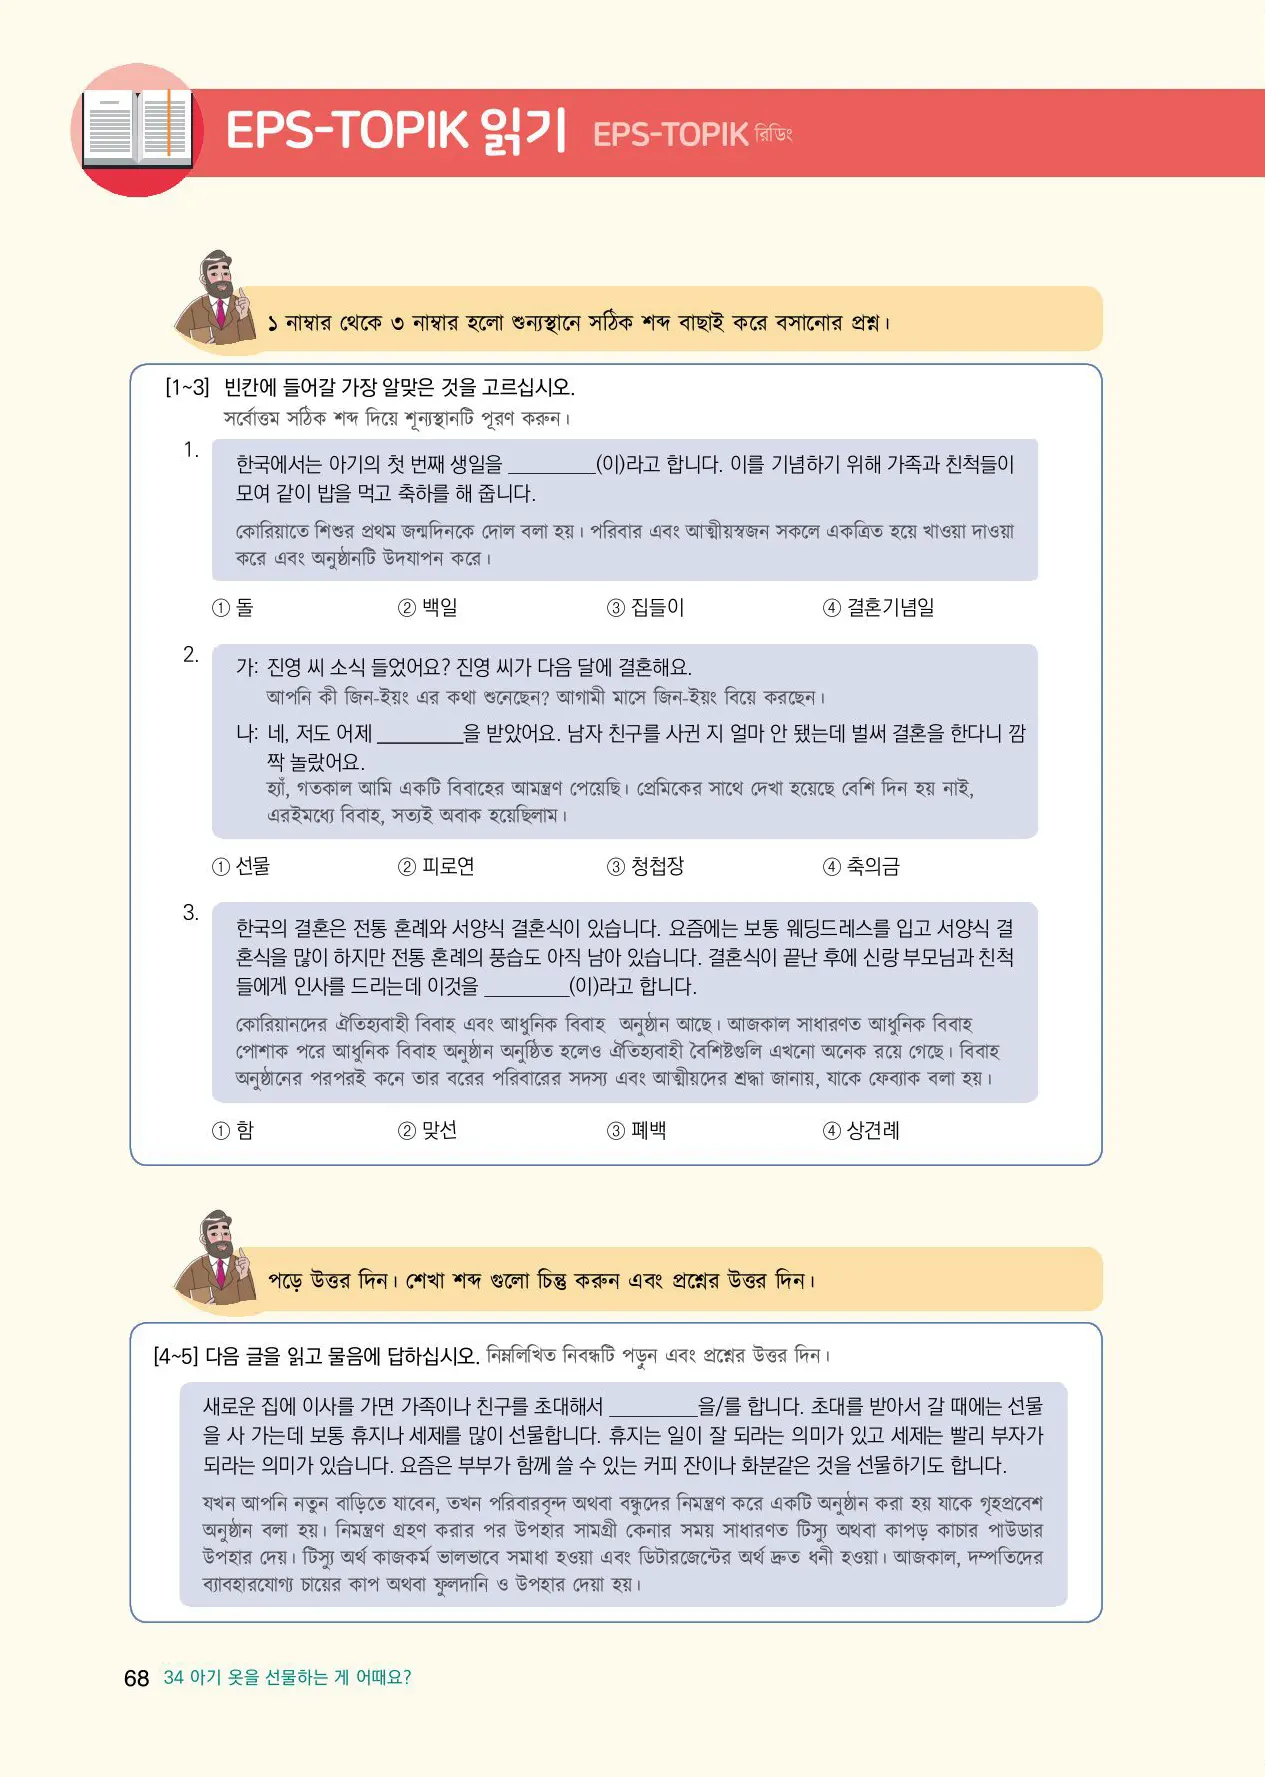 EPS-TOPIK 읽기 EPS-TOPIK রিডিং
১ নাম্বার থেকে ৩ নাম্বার হলো শুন্যস্থানে সঠিক শব্দ বাছাই করে বসানোর প্রশ্ন।
[1~3] 빈칸에 들어갈 가장 알맞은 것을 고르십시오.
সর্বোত্তম সঠিক শব্দ দিয়ে শূন্যস্থানটি পূরণ করুন।
1.
한국에서는 아기의 첫 번째 생일을 ________(이)라고 합니다. 이를 기념하기 위해 가족과 친척들이
모여 같이 밥을 먹고 축하를 해 줍니다.
কোরিয়াতে শিশুর প্রথম জন্মদিনকে দোল বলা হয়। পরিবার এবং আত্মীয়স্বজন সকলে একত্রিত হয়ে খাওয়া দাওয়া
করে এবং অনুষ্ঠানটি উদযাপন করে।
① 돌 ② 백일 ③ 집들이 ④ 결혼기념일
2.
가: 진영 씨 소식 들었어요? 진영 씨가 다음 달에 결혼해요.
আপনি কী জিন-ইয়ং এর কথা শুনেছেন? আগামী মাসে জিন-ইয়ং বিয়ে করছেন।
나: 네, 저도 어제 ________을 받았어요. 남자 친구를 사귄 지 얼마 안 됐는데 벌써 결혼을 한다니 깜
짝 놀랐어요.
হ্যাঁ, গতকাল আমি একটি বিবাহের আমন্ত্রণ পেয়েছি। প্রেমিকের সাথে দেখা হয়েছে বেশি দিন হয় নাই,
এরইমধ্যে বিবাহ, সত্যই অবাক হয়েছিলাম।
① 선물 ② 피로연 ③ 청첩장 ④ 축의금
3.
한국의 결혼은 전통 혼례와 서양식 결혼식이 있습니다. 요즘에는 보통 웨딩드레스를 입고 서양식 결
혼식을 많이 하지만 전통 혼례의 풍습도 아직 남아 있습니다. 결혼식이 끝난 후에 신랑 부모님과 친척
들에게 인사를 드리는데 이것을 ________(이)라고 합니다.
কোরিয়ানদের ঐতিহ্যবাহী বিবাহ এবং আধুনিক বিবাহ অনুষ্ঠান আছে। আজকাল সাধারণত আধুনিক বিবাহ
পোশাক পরে আধুনিক বিবাহ অনুষ্ঠান অনুষ্ঠিত হলেও ঐতিহ্যবাহী বৈশিষ্টগুলি এখনো অনেক রয়ে গেছে। বিবাহ
অনুষ্ঠানের পরপরই কনে তার বরের পরিবারের সদস্য এবং আত্মীয়দের শ্রদ্ধা জানায়, যাকে ফেব্যাক বলা হয়।
① 함 ② 맞선 ③ 폐백 ④ 상견례
পড়ে উত্তর দিন। শেখা শব্দ গুলো চিন্তু করুন এবং প্রশ্নের উত্তর দিন।
[4~5] 다음 글을 읽고 물음에 답하십시오. নিম্নলিখিত নিবন্ধটি পড়ুন এবং প্রশ্নের উত্তর দিন।
새로운 집에 이사를 가면 가족이나 친구를 초대해서 ________을/를 합니다. 초대를 받아서 갈 때에는 선물
을 사 가는데 보통 휴지나 세제를 많이 선물합니다. 휴지는 일이 잘 되라는 의미가 있고 세제는 빨리 부자가
되라는 의미가 있습니다. 요즘은 부부가 함께 쓸 수 있는 커피 잔이나 화분같은 것을 선물하기도 합니다.
যখন আপনি নতুন বাড়িতে যাবেন, তখন পরিবারবৃন্দ অথবা বন্ধুদের নিমন্ত্রণ করে একটি অনুষ্ঠান করা হয় যাকে গৃহপ্রবেশ
অনুষ্ঠান বলা হয়। নিমন্ত্রণ গ্রহণ করার পর উপহার সামগ্রী কেনার সময় সাধারণত টিস্যু অথবা কাপড় কাচার পাউডার
উপহার দেয়। টিস্যু অর্থ কাজকর্ম ভালভাবে সমাধা হওয়া এবং ডিটারজেন্টের অর্থ দ্রুত ধনী হওয়া। আজকাল, দম্পতিদের
ব্যাবহারযোগ্য চায়ের কাপ অথবা ফুলদানি ও উপহার দেয়া হয়।
68 34 아기 옷을 선물하는 게 어때요?